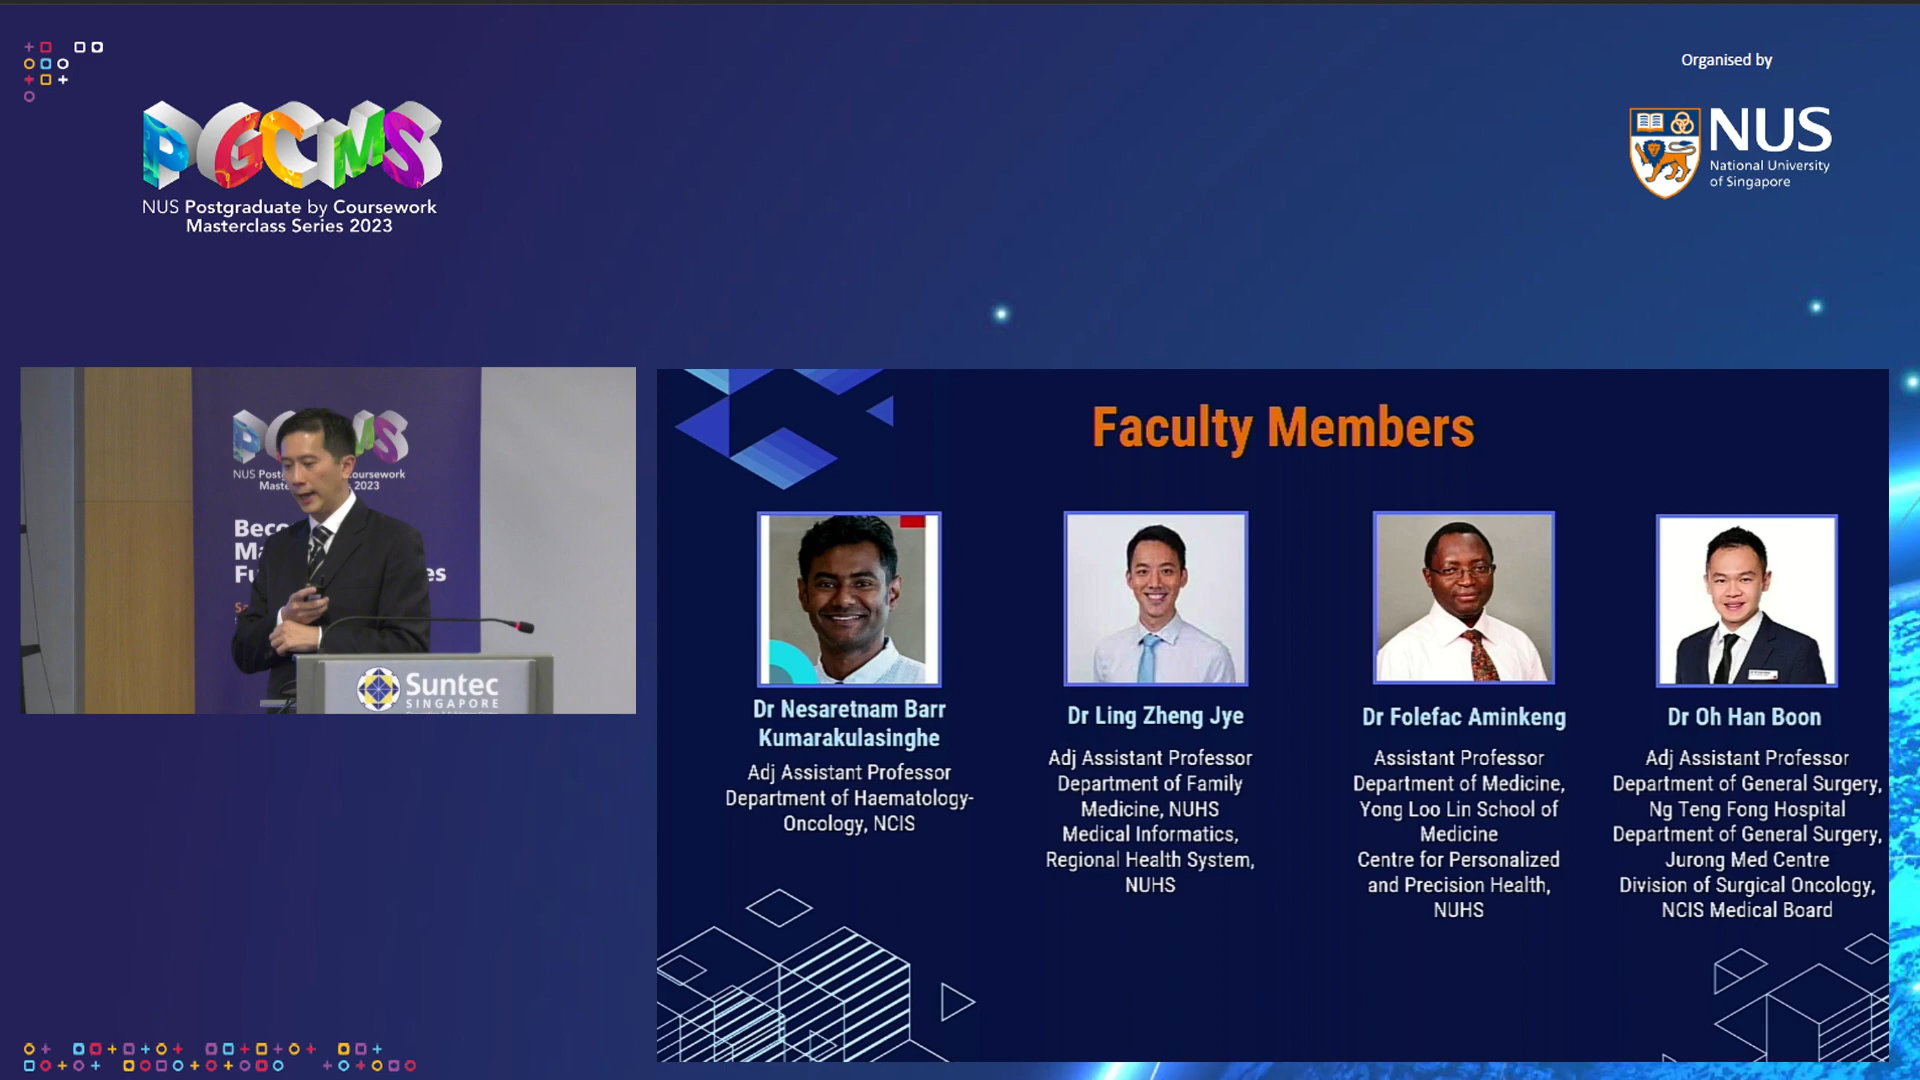 Organised by
PGCMS
NUS Postgraduate by Coursework
Masterclass Series 2023
NUS
National University
of Singapore
PGCMS
NUS Postg oursework
Maste 2023
Beco
Ma
Fu es
Suntec
SINGAPORE
Faculty Members
Dr Nesaretnam Barr
Kumarakulasinghe
Adj Assistant Professor
Department of Haematology-
Oncology, NCIS
Dr Ling Zheng Jye
Adj Assistant Professor
Department of Family
Medicine, NUHS
Medical Informatics,
Regional Health System,
NUHS
Dr Folefac Aminkeng
Assistant Professor
Department of Medicine,
Yong Loo Lin School of
Medicine
Centre for Personalized
and Precision Health,
NUHS
Dr Oh Han Boon
Adj Assistant Professor
Department of General Surgery,
Ng Teng Fong Hospital
Department of General Surgery,
Jurong Med Centre
Division of Surgical Oncology,
NCIS Medical Board